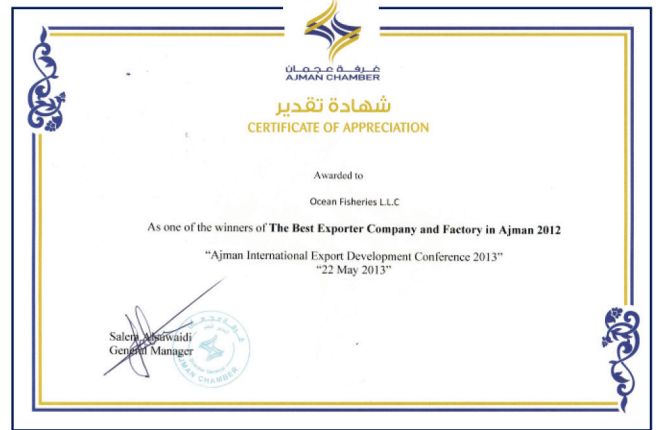 غرفة عجمان
AJMAN CHAMBER
شهادة تقدير
CERTIFICATE OF APPRECIATION
Awarded to
Ocean Fisheries L.L.C
As one of the winners of The Best Exporter Company and Factory in Ajman 2012
“Ajman International Export Development Conference 2013”
“22 May 2013”
Salem Alsuwaidi
General Manager
غرفة عجمان
AJMAN CHAMBER